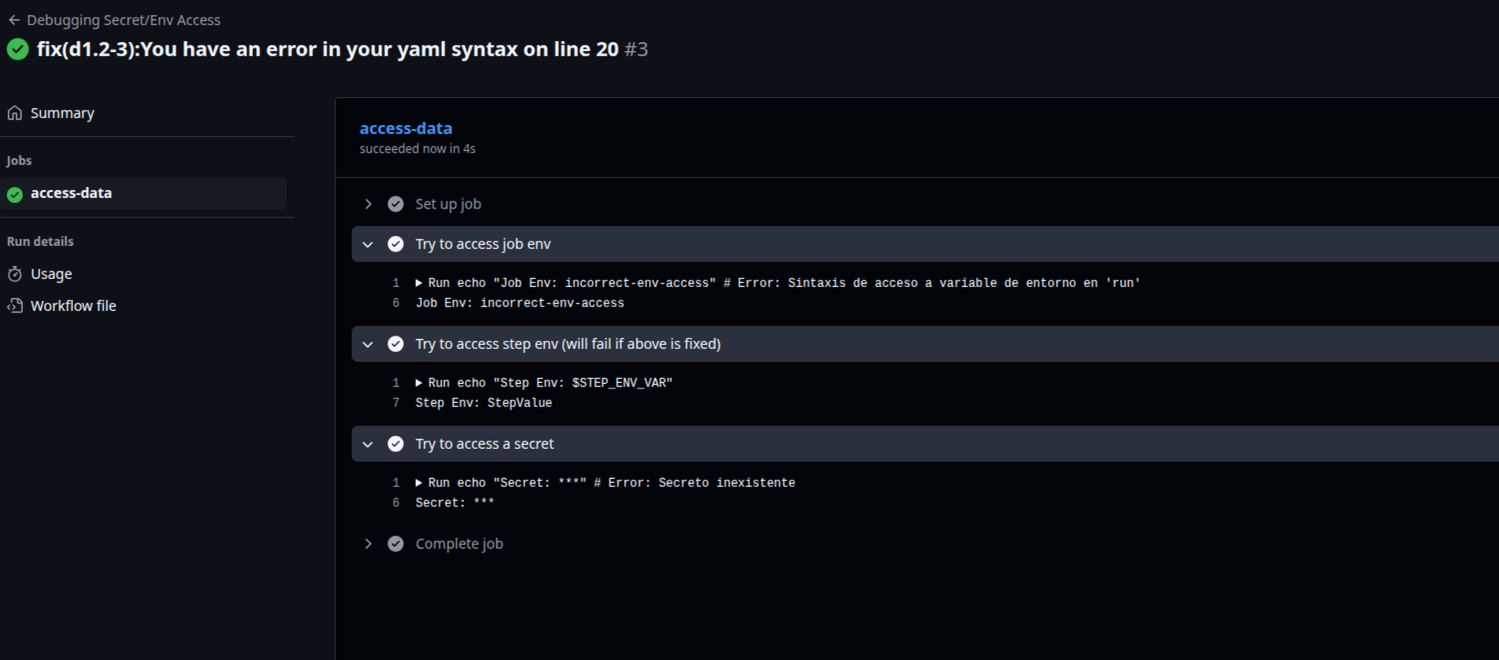 ← Debugging Secret/Env Access
fix(d1.2-3):You have an error in your yaml syntax on line 20 #3
Summary
Jobs
access-data
Run details
Usage
Workflow file
access-data
succeeded now in 4s
Set up job
Try to access job env
1 ▶ Run echo "Job Env: incorrect-env-access" # Error: Sintaxis de acceso a variable de entorno en 'run'
6 Job Env: incorrect-env-access
Try to access step env (will fail if above is fixed)
1 ▶ Run echo "Step Env: $STEP_ENV_VAR"
7 Step Env: StepValue
Try to access a secret
1 ▶ Run echo "Secret: ***" # Error: Secreto inexistente
6 Secret: ***
Complete job